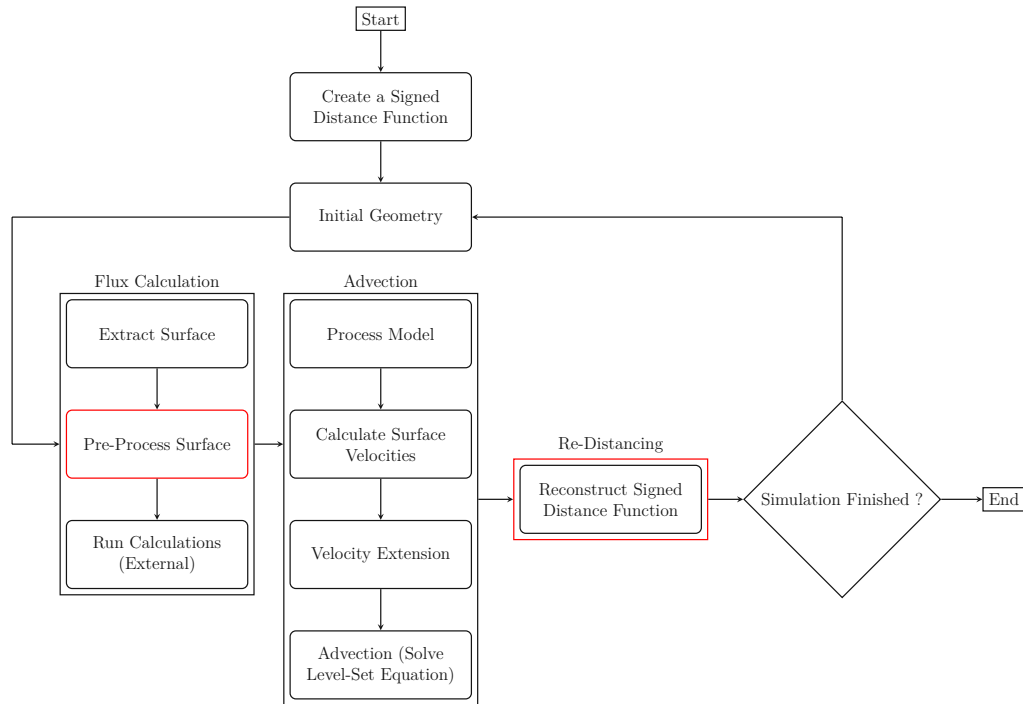 Start
Create a Signed
Distance Function
Initial Geometry
Flux Calculation
Extract Surface
Pre-Process Surface
Run Calculations
(External)
Advection
Process Model
Calculate Surface
Velocities
Velocity Extension
Advection (Solve
Level-Set Equation)
Re-Distancing
Reconstruct Signed
Distance Function
Simulation Finished ?
End